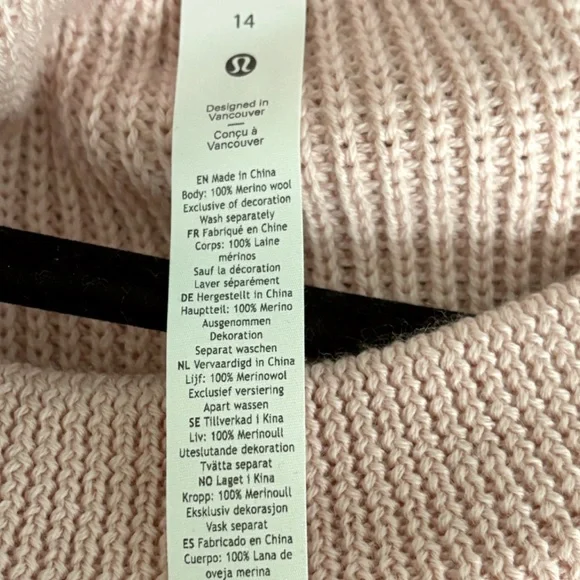 14
Designed in
Vancouver
Conçu à
Vancouver
EN Made in China
Body: 100% Merino wool
Exclusive of decoration
Wash separately
FR Fabriqué en Chine
Corps: 100% Laine
mérinos
Sauf la décoration
Laver séparément
DE Hergestellt in China
Hauptteil: 100% Merino
Ausgenommen
Dekoration
Separat waschen
NL Vervaardigd in China
Lijf: 100% Merinowol
Exclusief versiering
Apart wassen
SE Tillverkad i Kina
Liv: 100% Merinoull
Uteslutande dekoration
Tvätta separat
NO Laget i Kina
Kropp: 100% Merinoull
Eksklusiv dekorasjon
Vask separat
ES Fabricado en China
Cuerpo: 100% Lana de
oveja merina